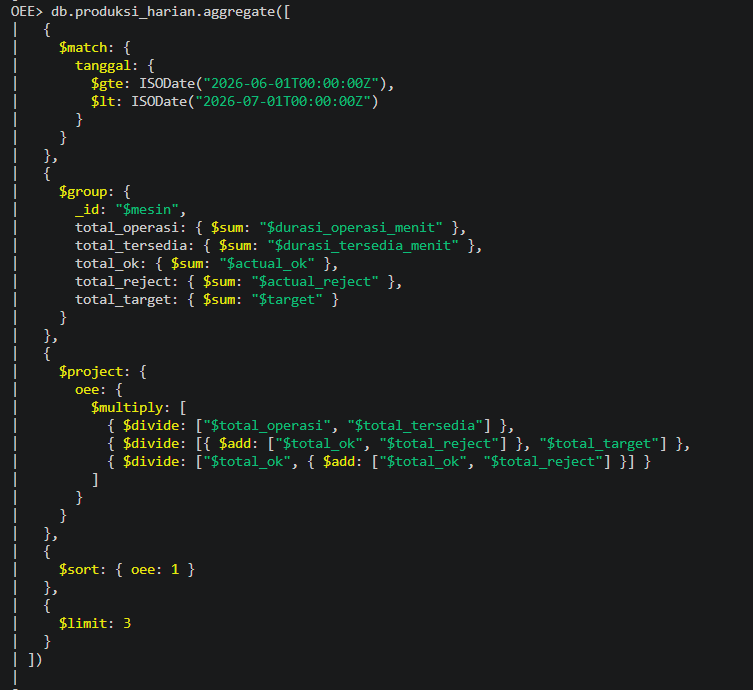 OEE> db.produksi_harian.aggregate([
|   {
|     $match: {
|       tanggal: {
|         $gte: ISODate("2026-06-01T00:00:00Z"),
|         $lt: ISODate("2026-07-01T00:00:00Z")
|       }
|     }
|   },
|   {
|     $group: {
|       _id: "$mesin",
|       total_operasi: { $sum: "$durasi_operasi_menit" },
|       total_tersedia: { $sum: "$durasi_tersedia_menit" },
|       total_ok: { $sum: "$actual_ok" },
|       total_reject: { $sum: "$actual_reject" },
|       total_target: { $sum: "$target" }
|     }
|   },
|   {
|     $project: {
|       oee: {
|         $multiply: [
|           { $divide: ["$total_operasi", "$total_tersedia"] },
|           { $divide: [{ $add: ["$total_ok", "$total_reject"] }, "$total_target"] },
|           { $divide: ["$total_ok", { $add: ["$total_ok", "$total_reject"] }] }
|         ]
|       }
|     }
|   },
|   {
|     $sort: { oee: 1 }
|   },
|   {
|     $limit: 3
|   }
| ])
|